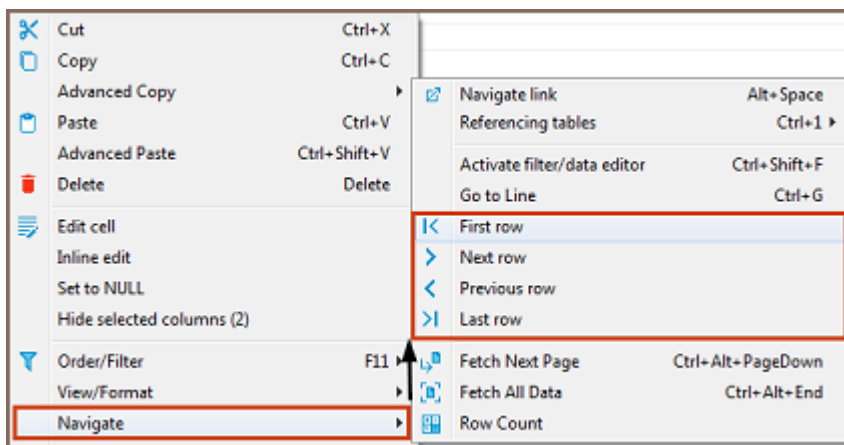 Cut Ctrl+X
Copy Ctrl+C
Advanced Copy
Paste Ctrl+V
Advanced Paste Ctrl+Shift+V
Delete Delete
Edit cell
Inline edit
Set to NULL
Hide selected columns (2)
Order/Filter F11
View/Format
Navigate
Navigate link Alt+Space
Referencing tables Ctrl+1
Activate filter/data editor Ctrl+Shift+F
Go to Line Ctrl+G
First row
Next row
Previous row
Last row
Fetch Next Page Ctrl+Alt+PageDown
Fetch All Data Ctrl+Alt+End
Row Count